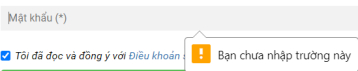 Mật khẩu (*)
Tôi đã đọc và đồng ý với Điều khoản
Bạn chưa nhập trường này